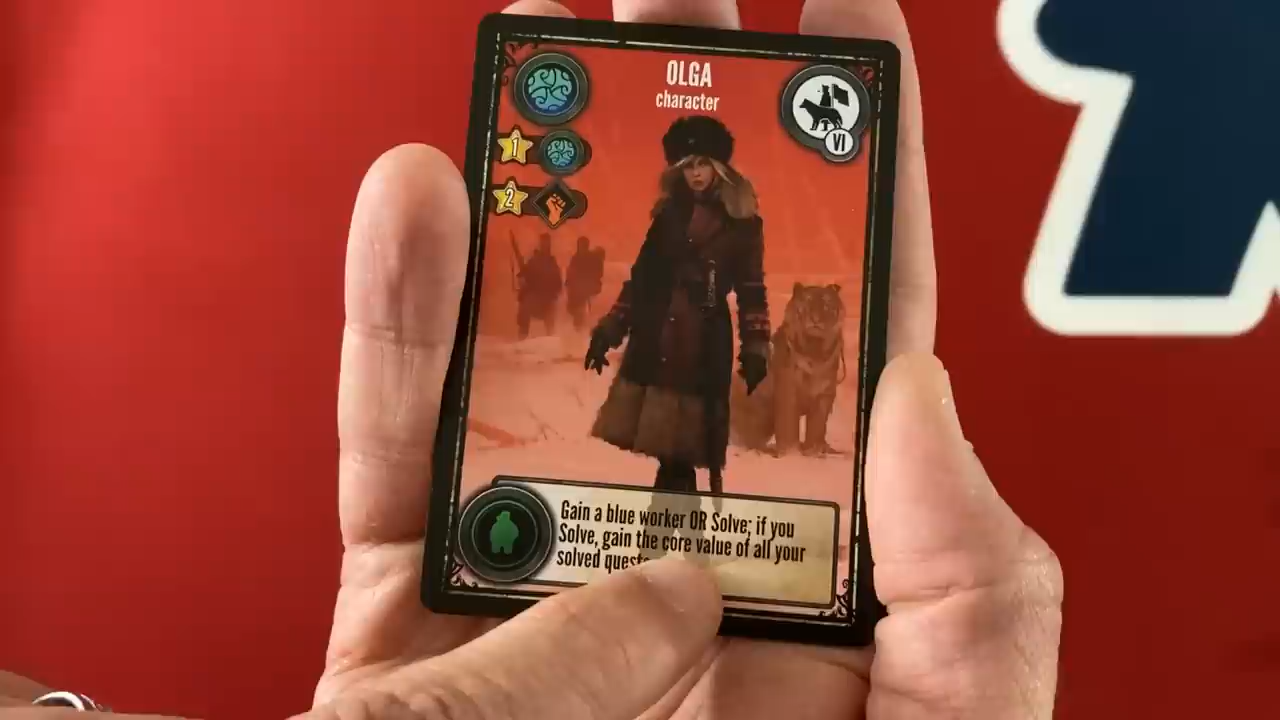 OLGA
character
VI
1
2
Gain a blue worker OR Solve; if you
Solve, gain the core value of all your
solved